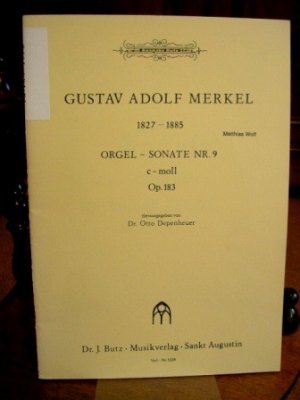 GUSTAV ADOLF MERKEL
1827 – 1885
Matthias Wolf
ORGEL – SONATE NR. 9
c – moll
Op. 183
Herausgegeben von
Dr. Otto Depenheuer
Dr. J. Butz · Musikverlag · Sankt Augustin